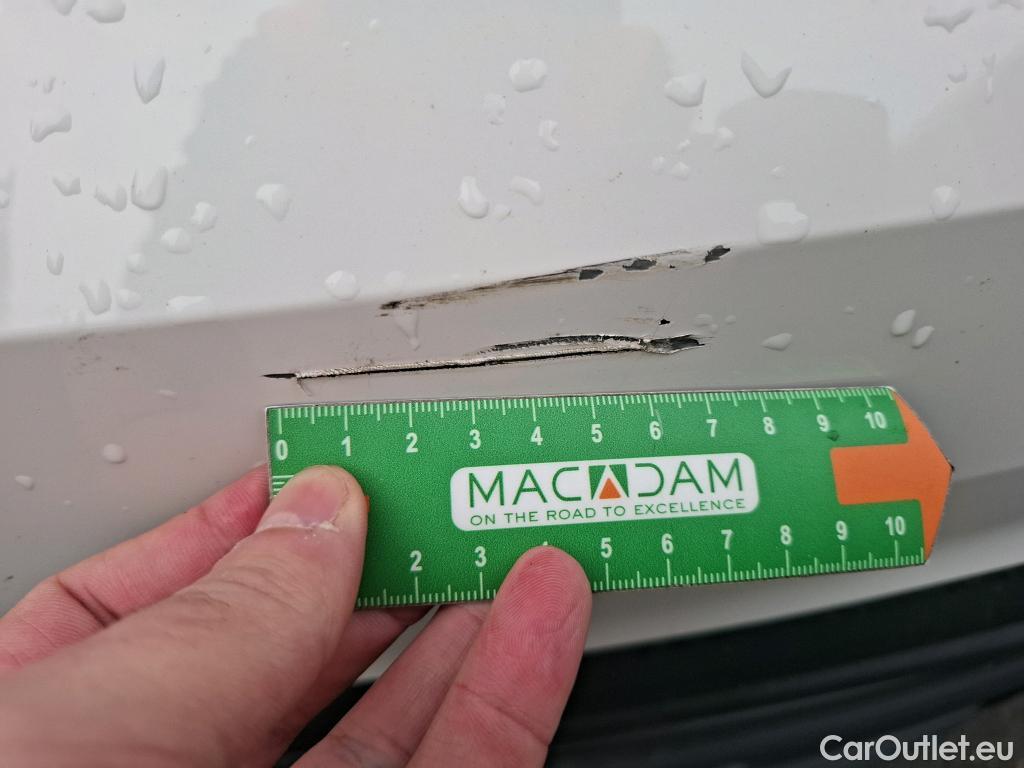 0 1 2 3 4 5 6 7 8 9 10
MACADAM
ON THE ROAD TO EXCELLENCE
2 3 5 6 7 8 9 10
CarOutlet.eu